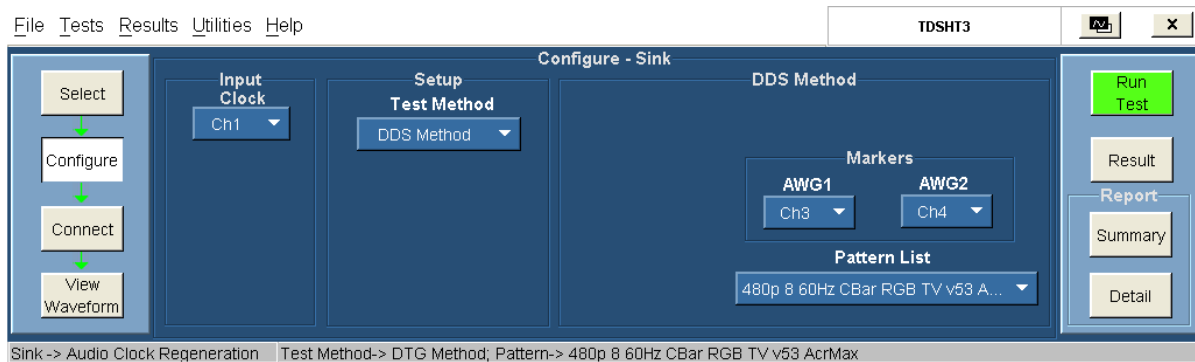 File Tests Results Utilities Help
TDSHT3
x
Configure - Sink
Select
Configure
Connect
View
Waveform
Input
Clock
Ch1
Setup
Test Method
DDS Method
DDS Method
Markers
AWG1
AWG2
Ch3
Ch4
Pattern List
480p 8 60Hz CBar RGB TV v53 A...
Run
Test
Result
Report
Summary
Detail
Sink -> Audio Clock Regeneration Test Method-> DTG Method; Pattern-> 480p 8 60Hz CBar RGB TV v53 AcrMax